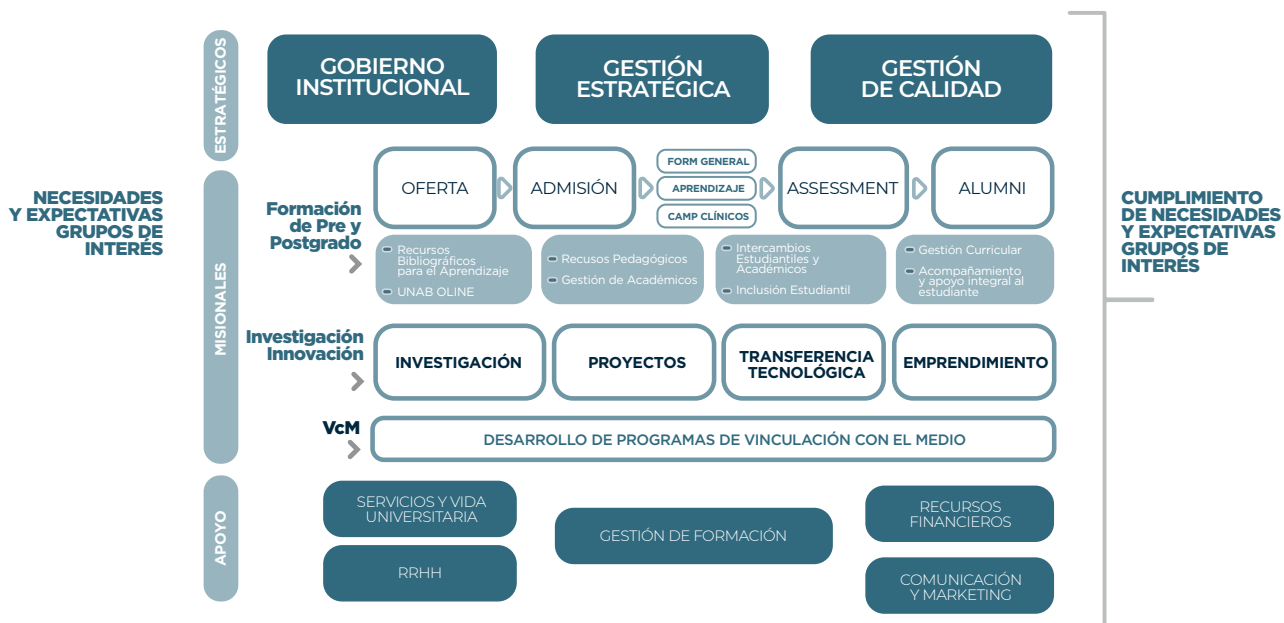 ESTRATÉGICOS
GOBIERNO
INSTITUCIONAL
GESTIÓN
ESTRATÉGICA
GESTIÓN
DE CALIDAD
NECESIDADES
Y EXPECTATIVAS
GRUPOS DE
INTERÉS
MISIONALES
Formación
de Pre y
Postgrado
OFERTA
ADMISIÓN
FORM GENERAL
APRENDIZAJE
CAMP CLÍNICOS
ASSESSMENT
ALUMNI
Recursos
Bibliográficos
para el Aprendizaje
UNAB OLINE
Recusos Pedagógicos
Gestión de Académicos
Intercambios
Estudiantiles y
Académicos
Inclusión Estudiantil
Gestión Curricular
Acompañamiento
y apoyo integral al
estudiante
Investigación
Innovación
INVESTIGACIÓN
PROYECTOS
TRANSFERENCIA
TECNOLÓGICA
EMPRENDIMIENTO
VcM
DESARROLLO DE PROGRAMAS DE VINCULACIÓN CON EL MEDIO
APOYO
SERVICIOS Y VIDA
UNIVERSITARIA
RRHH
GESTIÓN DE FORMACIÓN
RECURSOS
FINANCIEROS
COMUNICACIÓN
Y MARKETING
CUMPLIMIENTO
DE NECESIDADES
Y EXPECTATIVAS
GRUPOS DE
INTERÉS